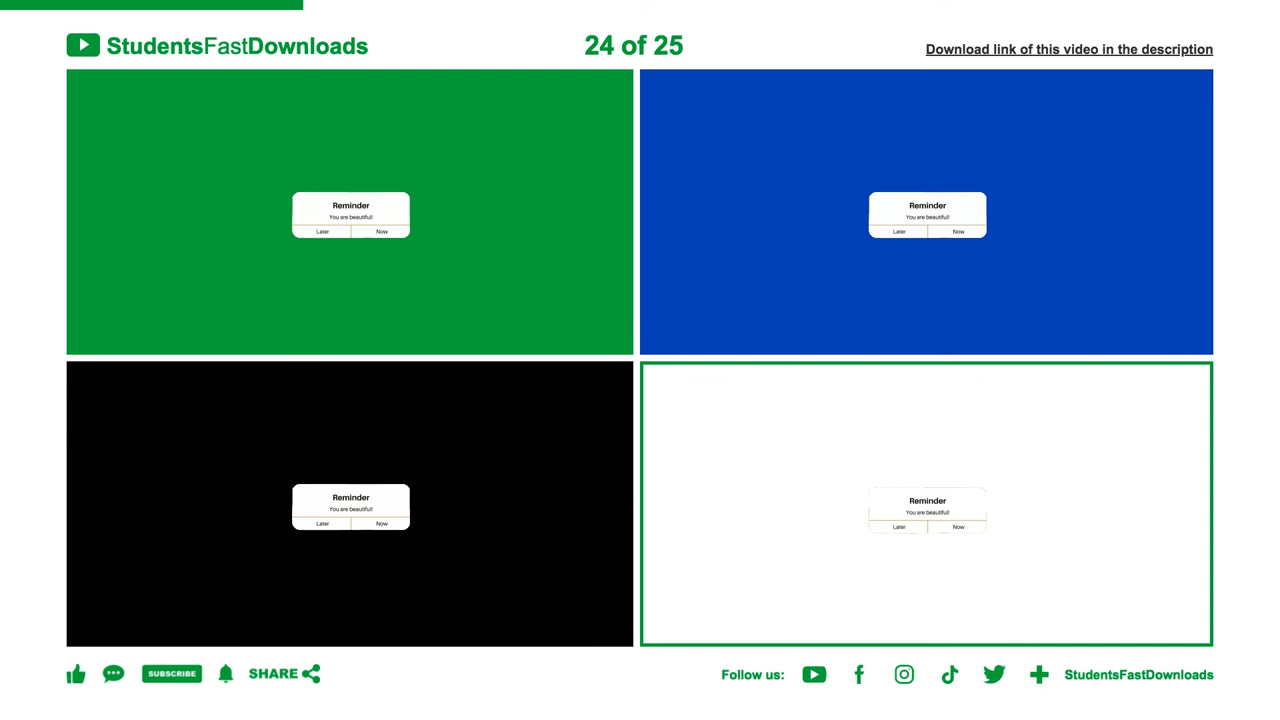 StudentsFastDownloads
24 of 25
Download link of this video in the description
Reminder
You are beautiful!
Later Now
Reminder
You are beautiful!
Later Now
Reminder
You are beautiful!
Later Now
Reminder
You are beautiful!
Later Now
SUBSCRIBE
SHARE
Follow us:
StudentsFastDownloads